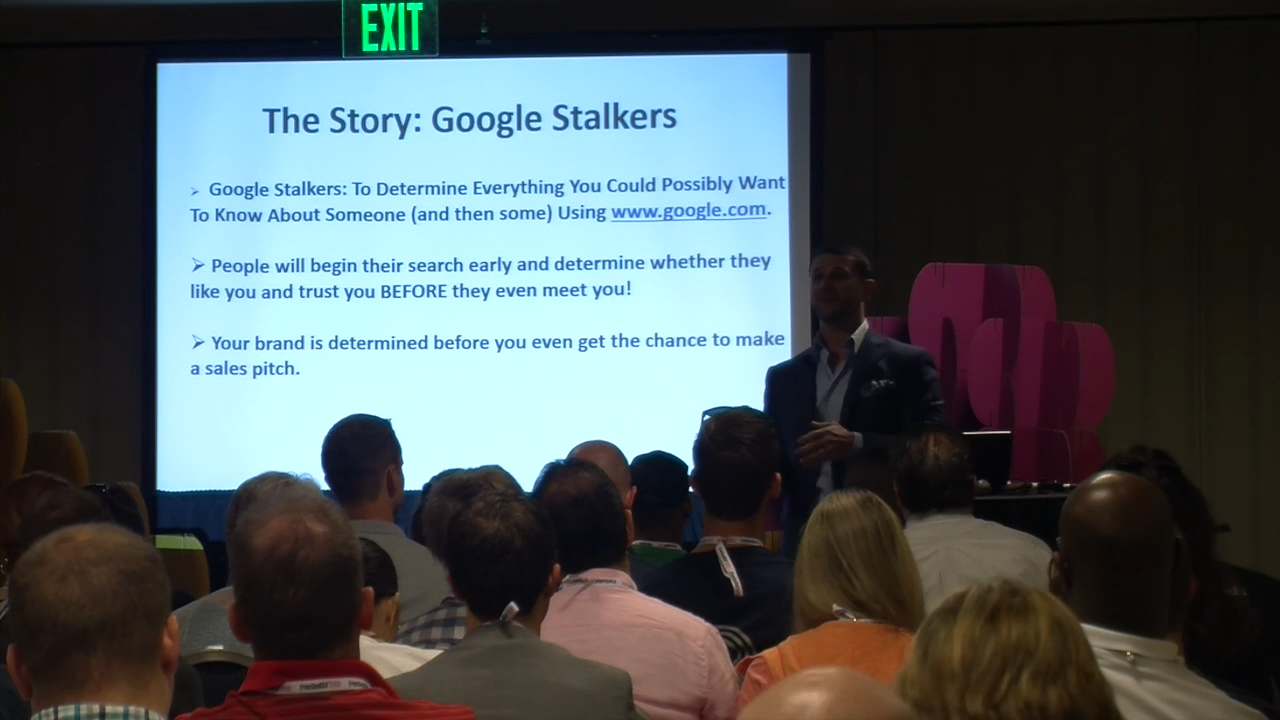 EXIT
The Story: Google Stalkers
➢ Google Stalkers: To Determine Everything You Could Possibly Want
To Know About Someone (and then some) Using www.google.com.
➢ People will begin their search early and determine whether they
like you and trust you BEFORE they even meet you!
➢ Your brand is determined before you even get the chance to make
a sales pitch.